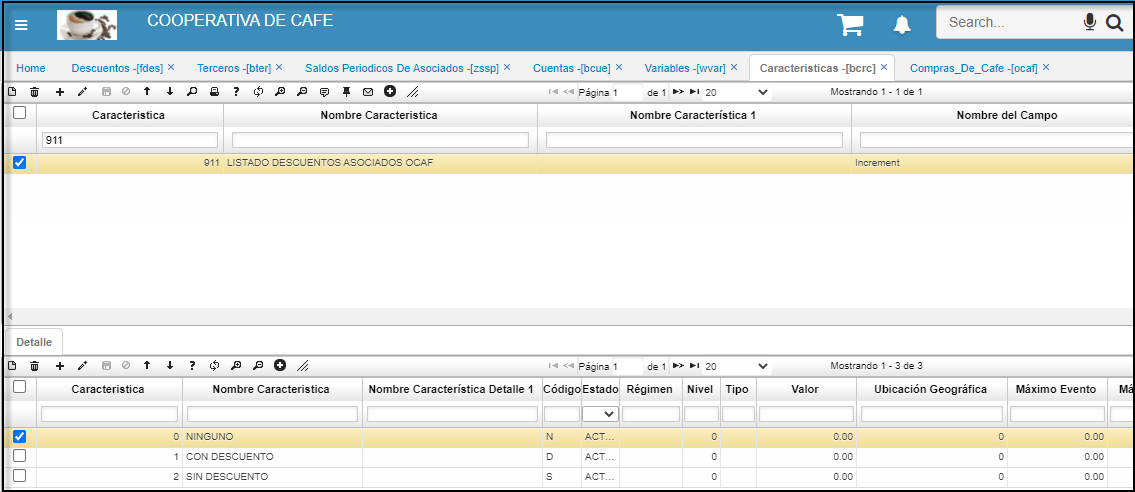 COOPERATIVA DE CAFE
Search...
Home Descuentos -[fdes] × Terceros -[bter] × Saldos Periodicos De Asociados -[zssp] × Cuentas -[bcue] × Variables -[wvar] × Caracteristicas -[bcrc] × Compras_De_Cafe -[ocaf] ×
Página 1 de 1 20 Mostrando 1 - 1 de 1
Caracteristica Nombre Caracteristica Nombre Característica 1 Nombre del Campo
911
911 LISTADO DESCUENTOS ASOCIADOS OCAF Increment
Detalle
Página 1 de 1 20 Mostrando 1 - 3 de 3
Caracteristica Nombre Caracteristica Nombre Característica Detalle 1 Código Estado Régimen Nivel Tipo Valor Ubicación Geográfica Máximo Evento Má
0 NINGUNO N ACT... 0 0.00 0 0.00
1 CON DESCUENTO D ACT... 0 0.00 0 0.00
2 SIN DESCUENTO S ACT... 0 0.00 0 0.00